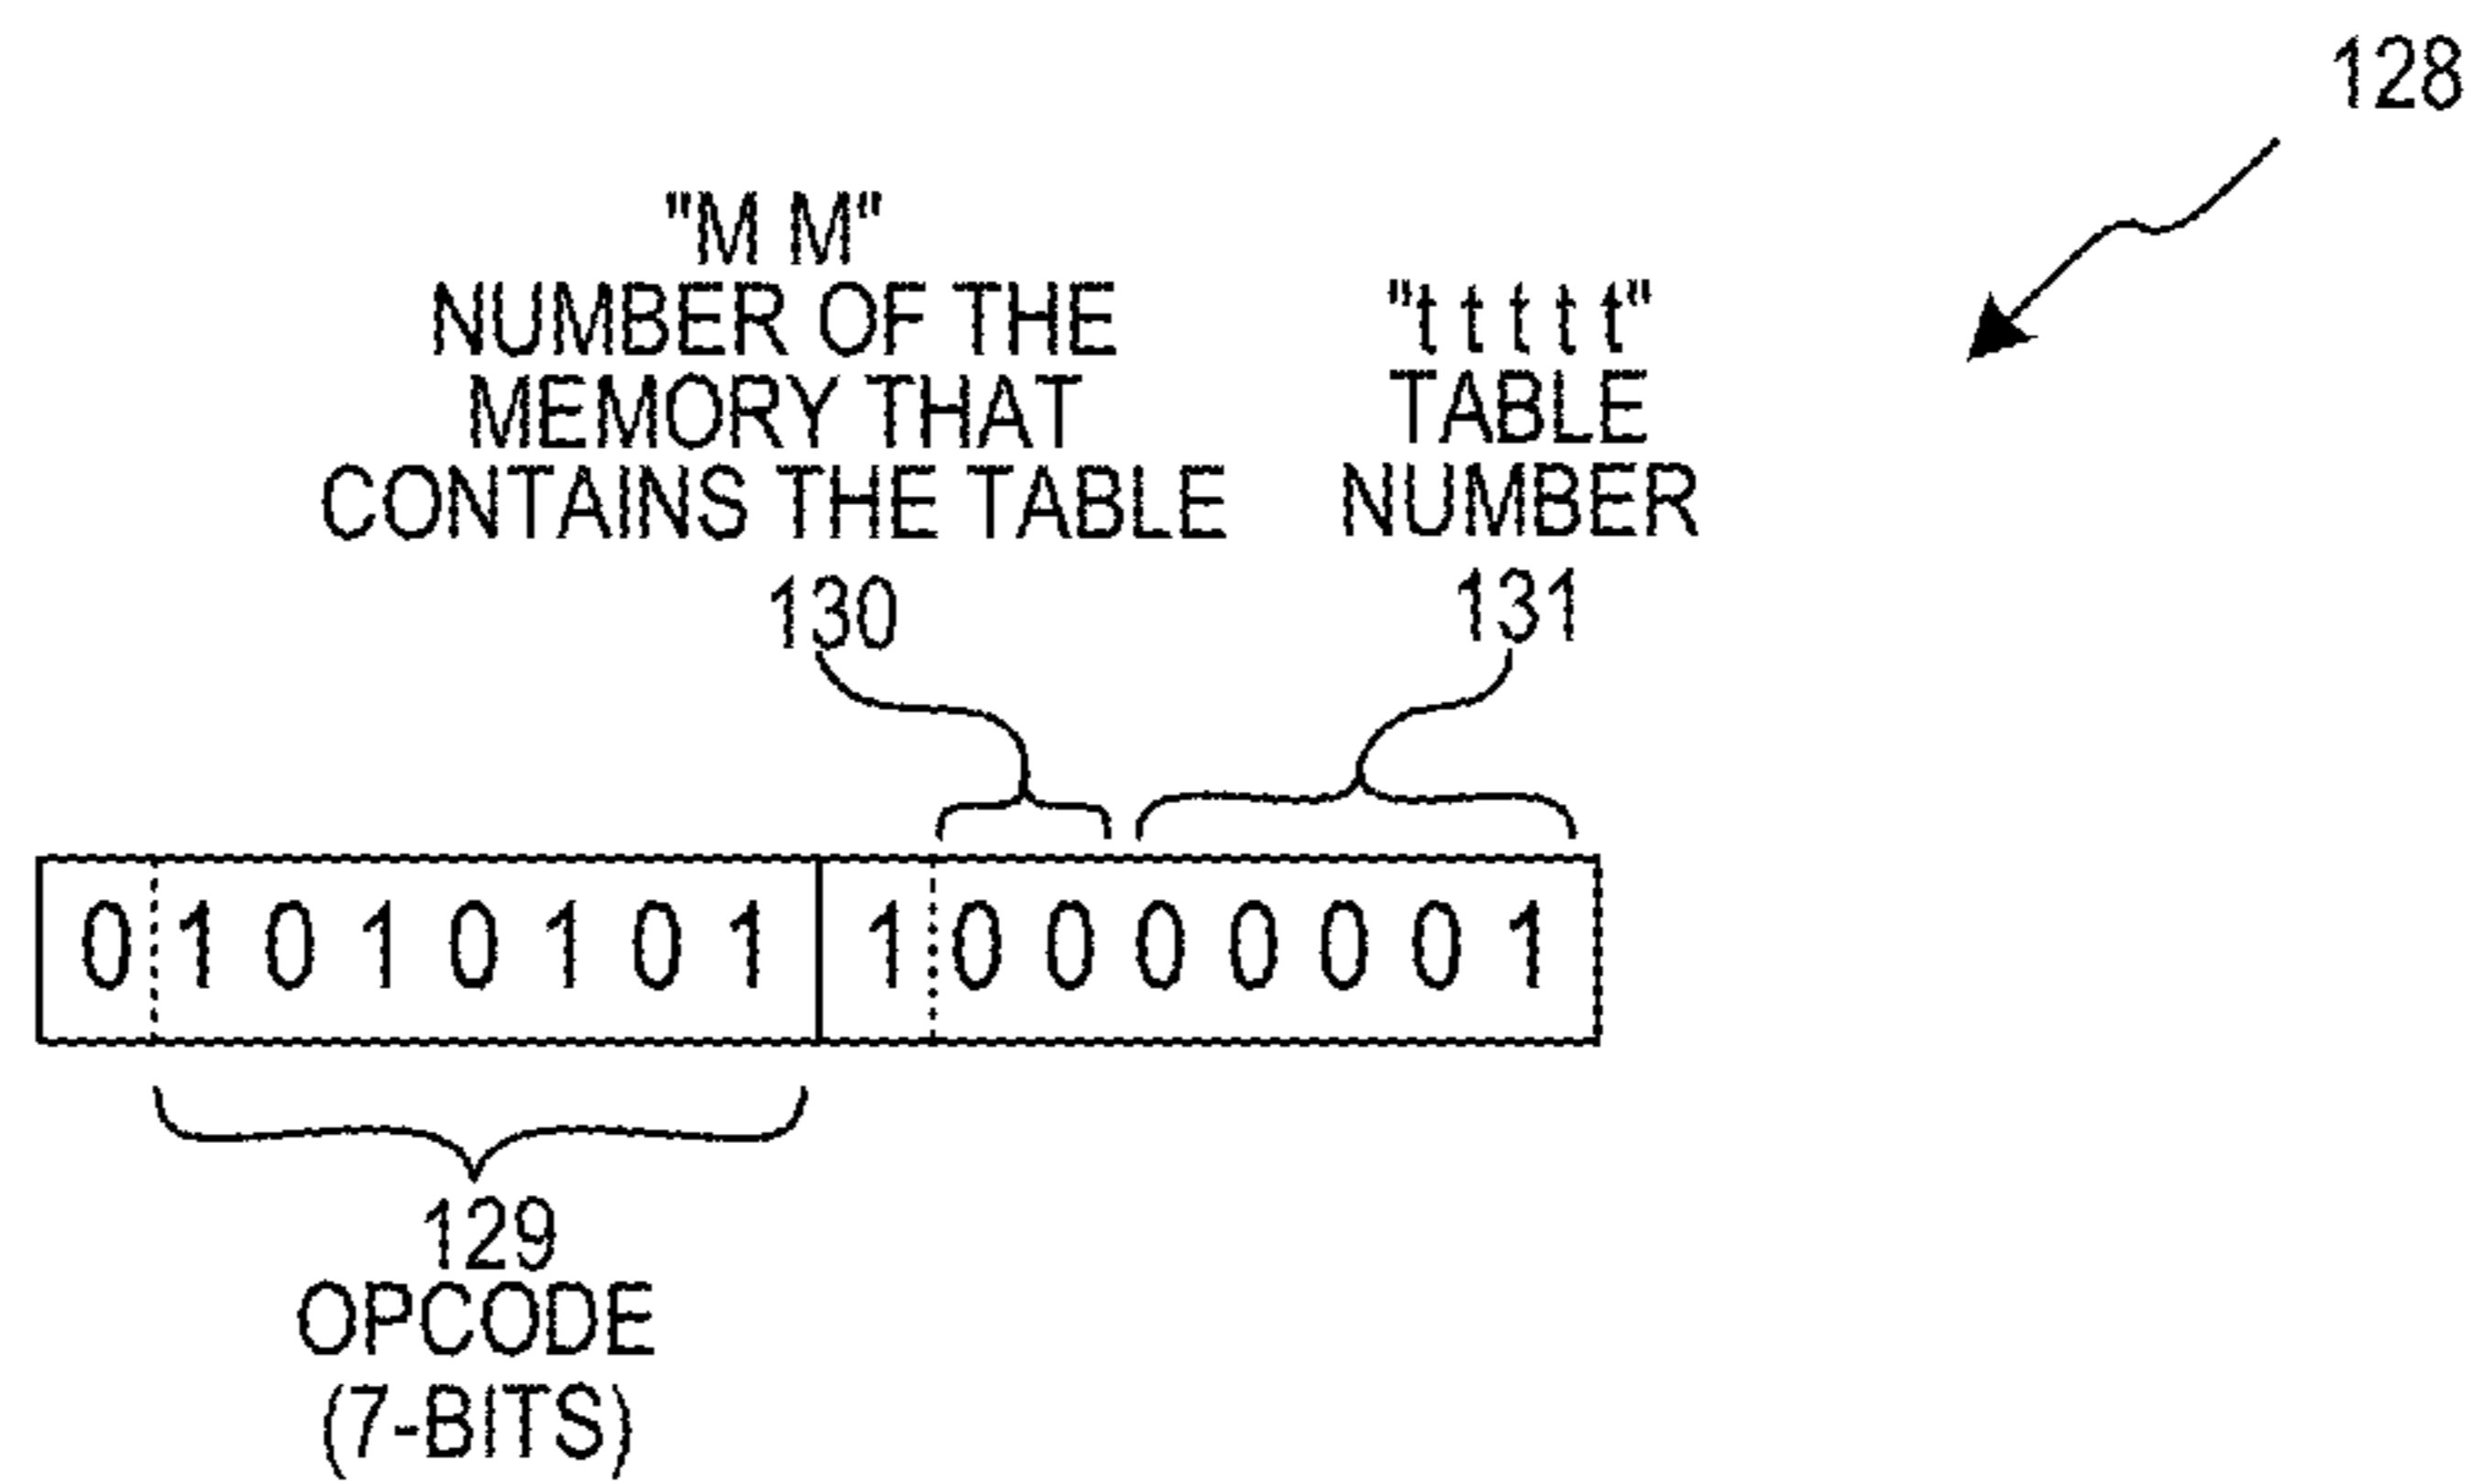 128
"M M"
NUMBER OF THE
MEMORY THAT
CONTAINS THE TABLE
130
"t t t t t"
TABLE
NUMBER
131
0 1 0 1 0 1 0 1 1 0 0 0 0 0 0 1
129
OPCODE
(7-BITS)